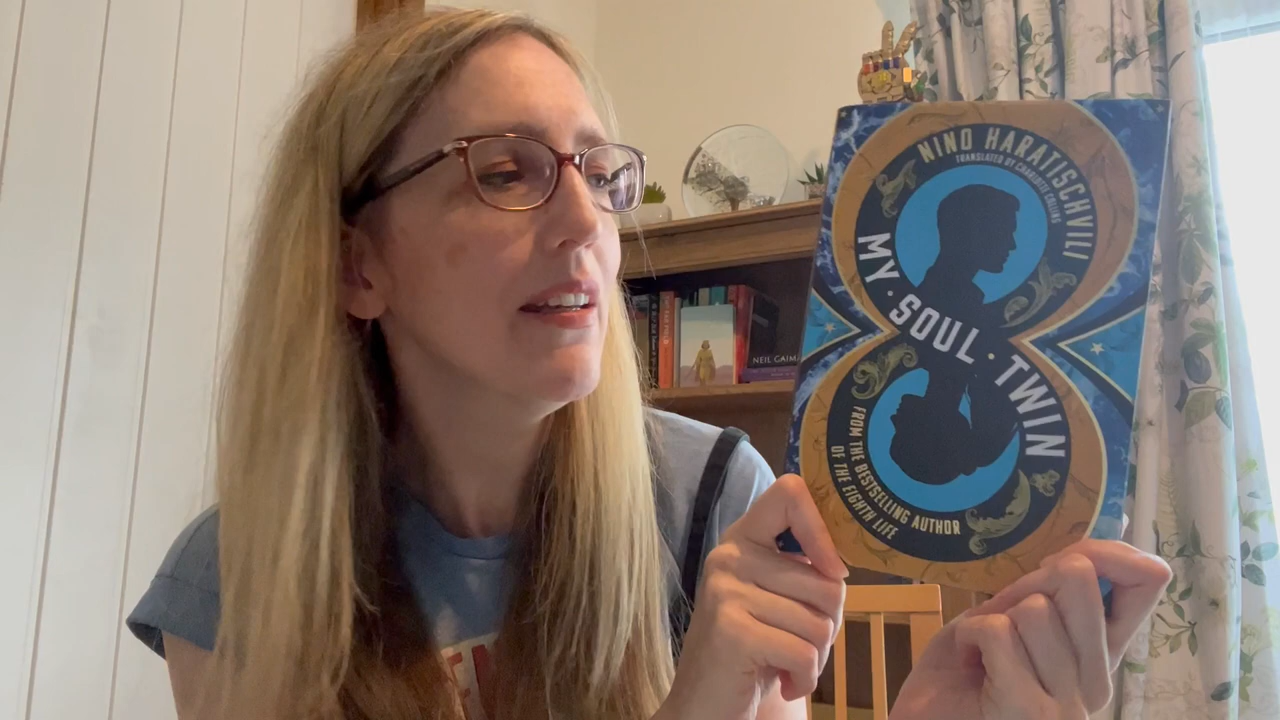 NINO HARATISCHVILI
TRANSLATED BY CHARLOTTE COLLINS
MY · SOUL · TWIN
FROM THE BESTSELLING AUTHOR
OF THE EIGHTH LIFE
NEIL GAIMA